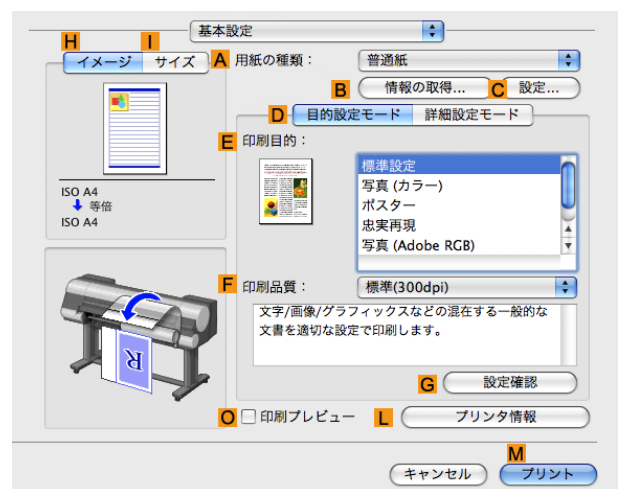 基本設定
H I
イメージ サイズ
A 用紙の種類： 普通紙
B 情報の取得... C 設定...
D 目的設定モード 詳細設定モード
E 印刷目的：
標準設定
写真 (カラー)
ポスター
忠実再現
写真 (Adobe RGB)
ISO A4
等倍
ISO A4
F 印刷品質： 標準(300dpi)
文字/画像/グラフィックスなどの混在する一般的な
文書を適切な設定で印刷します。
R
G 設定確認
O 印刷プレビュー L プリンタ情報
M
キャンセル プリント